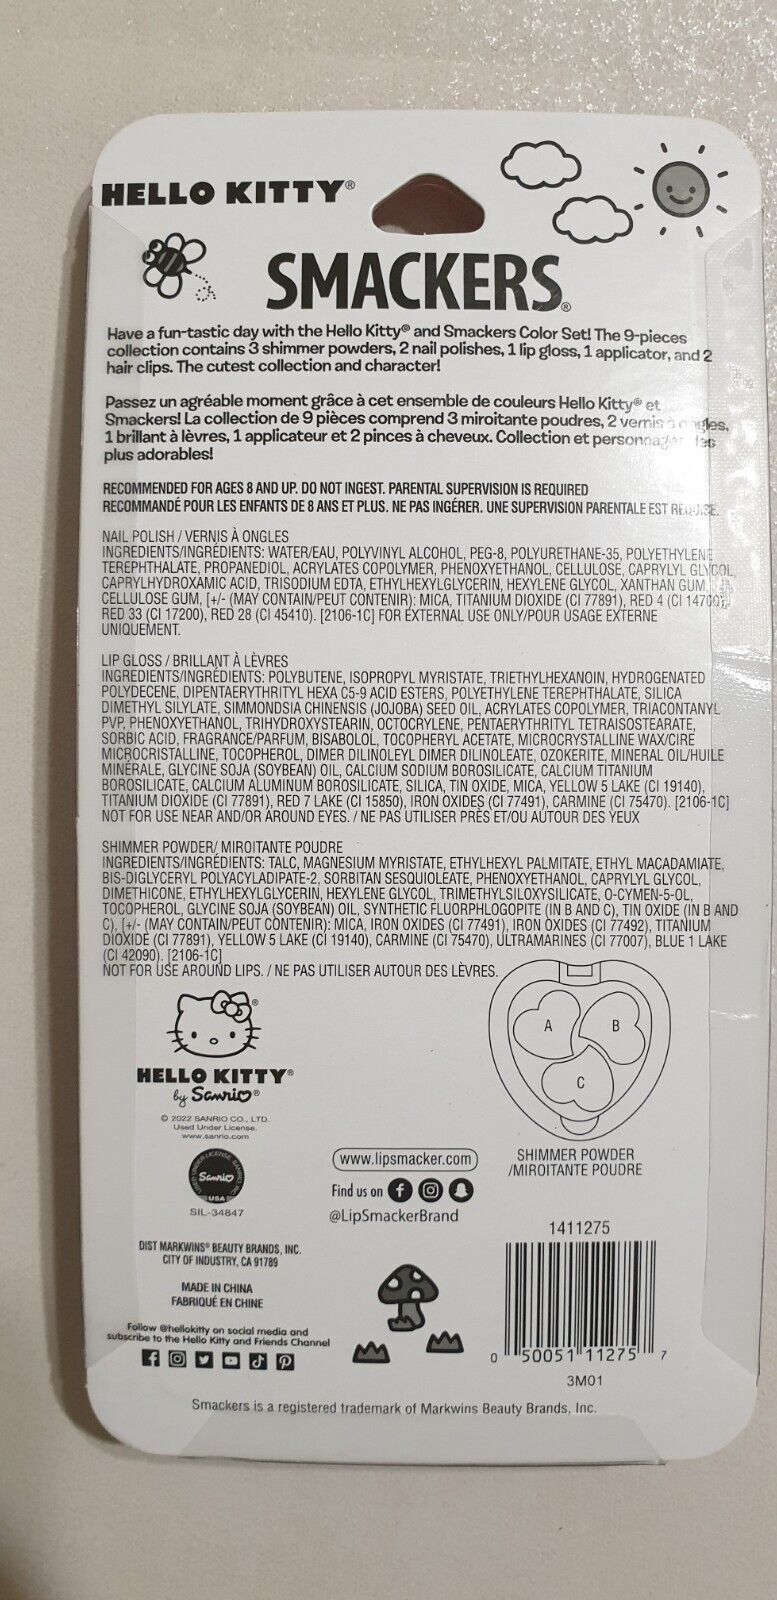 HELLO KITTY®
SMACKERS®
Have a fun-tastic day with the Hello Kitty® and Smackers Color Set! The 9-pieces
collection contains 3 shimmer powders, 2 nail polishes, 1 lip gloss, 1 applicator, and 2
hair clips. The cutest collection and character!
Passez un agréable moment grâce à cet ensemble de couleurs Hello Kitty® et
Smackers! La collection de 9 pièces comprend 3 miroitante poudres, 2 vernis à ongles,
1 brillant à lèvres, 1 applicateur et 2 pinces à cheveux. Collection et personnages les
plus adorables!
RECOMMENDED FOR AGES 8 AND UP. DO NOT INGEST. PARENTAL SUPERVISION IS REQUIRED
RECOMMANDÉ POUR LES ENFANTS DE 8 ANS ET PLUS. NE PAS INGÉRER. UNE SUPERVISION PARENTALE EST REQUISE.
NAIL POLISH / VERNIS À ONGLES
INGREDIENTS/INGRÉDIENTS: WATER/EAU, POLYVINYL ALCOHOL, PEG-8, POLYURETHANE-35, POLYETHYLENE
TEREPHTHALATE, PROPANEDIOL, ACRYLATES COPOLYMER, PHENOXYETHANOL, CELLULOSE, CAPRYLYL GLYCOL,
CAPRYLHYDROXAMIC ACID, TRISODIUM EDTA, ETHYLHEXYLGLYCERIN, HEXYLENE GLYCOL, XANTHAN GUM,
CELLULOSE GUM, [+/- (MAY CONTAIN/PEUT CONTENIR): MICA, TITANIUM DIOXIDE (CI 77891), RED 4 (CI 14700),
RED 33 (CI 17200), RED 28 (CI 45410). [2106-1C] FOR EXTERNAL USE ONLY/POUR USAGE EXTERNE
UNIQUEMENT.
LIP GLOSS / BRILLANT À LÈVRES
INGREDIENTS/INGRÉDIENTS: POLYBUTENE, ISOPROPYL MYRISTATE, TRIETHYLHEXANOIN, HYDROGENATED
POLYDECENE, DIPENTAERYTHRITYL HEXA C5-9 ACID ESTERS, POLYETHYLENE TEREPHTHALATE, SILICA
DIMETHYL SILYLATE, SIMMONDSIA CHINENSIS (JOJOBA) SEED OIL, ACRYLATES COPOLYMER, TRIACONTANYL
PVP, PHENOXYETHANOL, TRIHYDROXYSTEARIN, OCTOCRYLENE, PENTAERYTHRITYL TETRAISOSTEARATE,
SORBIC ACID, FRAGRANCE/PARFUM, BISABOLOL, TOCOPHERYL ACETATE, MICROCRYSTALLINE WAX/CIRE
MICROCRISTALLINE, TOCOPHEROL, DIMER DILINOLEYL DIMER DILINOLEATE, OZOKERITE, MINERAL OIL/HUILE
MINÉRALE, GLYCINE SOJA (SOYBEAN) OIL, CALCIUM SODIUM BOROSILICATE, CALCIUM TITANIUM
BOROSILICATE, CALCIUM ALUMINUM BOROSILICATE, SILICA, TIN OXIDE, MICA, YELLOW 5 LAKE (CI 19140),
TITANIUM DIOXIDE (CI 77891), RED 7 LAKE (CI 15850), IRON OXIDES (CI 77491), CARMINE (CI 75470). [2106-1C]
NOT FOR USE NEAR AND/OR AROUND EYES. / NE PAS UTILISER PRÈS ET/OU AUTOUR DES YEUX
SHIMMER POWDER/ MIROITANTE POUDRE
INGREDIENTS/INGRÉDIENTS: TALC, MAGNESIUM MYRISTATE, ETHYLHEXYL PALMITATE, ETHYL MACADAMIATE,
BIS-DIGLYCERYL POLYACYLADIPATE-2, SORBITAN SESQUIOLEATE, PHENOXYETHANOL, CAPRYLYL GLYCOL,
DIMETHICONE, ETHYLHEXYLGLYCERIN, HEXYLENE GLYCOL, TRIMETHYLSILOXYSILICATE, O-CYMEN-5-OL,
TOCOPHEROL, GLYCINE SOJA (SOYBEAN) OIL, SYNTHETIC FLUORPHLOGOPITE (IN B AND C), TIN OXIDE (IN B AND
C), [+/- (MAY CONTAIN/PEUT CONTENIR): MICA, IRON OXIDES (CI 77491), IRON OXIDES (CI 77492), TITANIUM
DIOXIDE (CI 77891), YELLOW 5 LAKE (CI 19140), CARMINE (CI 75470), ULTRAMARINES (CI 77007), BLUE 1 LAKE
(CI 42090). [2106-1C]
NOT FOR USE AROUND LIPS. / NE PAS UTILISER AUTOUR DES LÈVRES.
A
B
C
SHIMMER POWDER
/MIROITANTE POUDRE
HELLO KITTY®
by Sanrio®
© 2022 SANRIO CO., LTD.
Used Under License.
www.sanrio.com
Sanrio
USA
SIL-34847
www.lipsmacker.com
Find us on
@LipSmackerBrand
DIST MARKWINS® BEAUTY BRANDS, INC.
CITY OF INDUSTRY, CA 91789
MADE IN CHINA
FABRIQUÉ EN CHINE
Follow @hellokitty on social media and
subscribe to the Hello Kitty and Friends Channel
1411275
0 50051 11275 7
3M01
Smackers is a registered trademark of Markwins Beauty Brands, Inc.